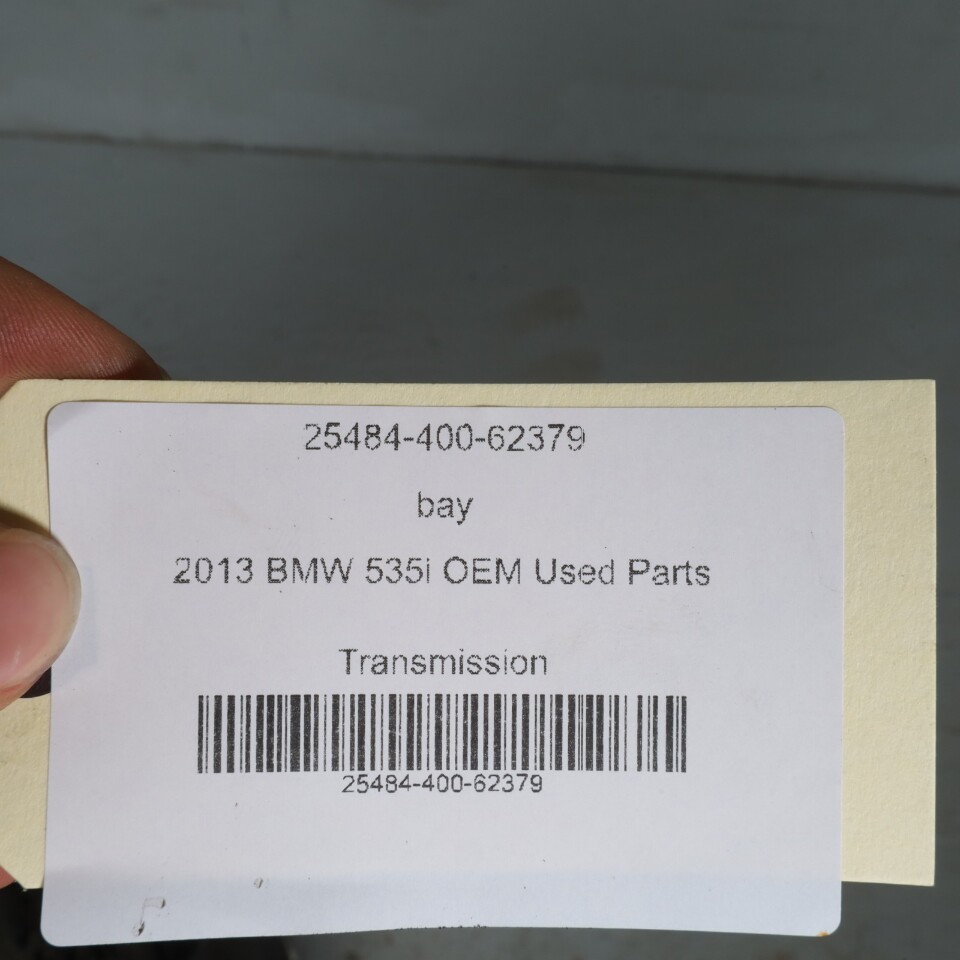 25484-400-62379
bay
2013 BMW 535i OEM Used Parts
Transmission
25484-400-62379